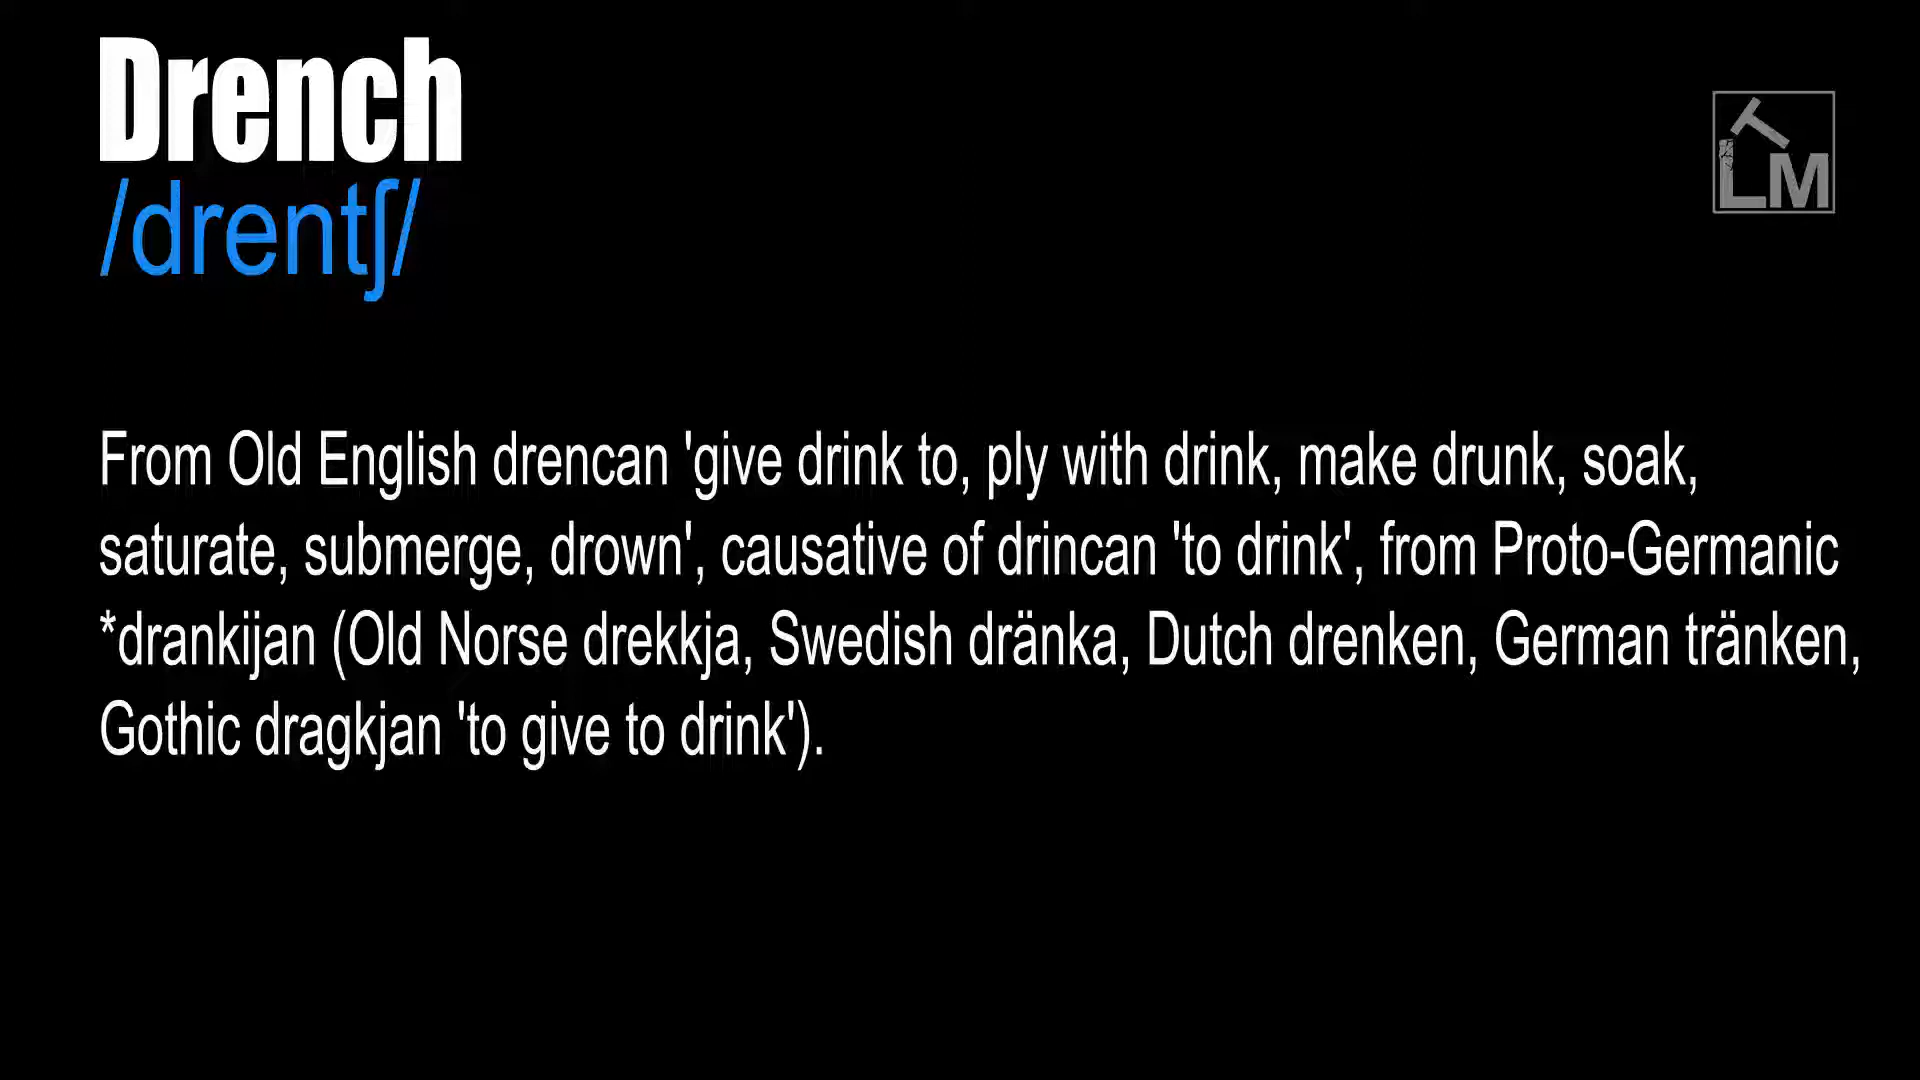 Drench
/drentʃ/
LM
From Old English drencan 'give drink to, ply with drink, make drunk, soak,
saturate, submerge, drown', causative of drincan 'to drink', from Proto-Germanic
*drankijan (Old Norse drekkja, Swedish dränka, Dutch drenken, German tränken,
Gothic dragkjan 'to give to drink').